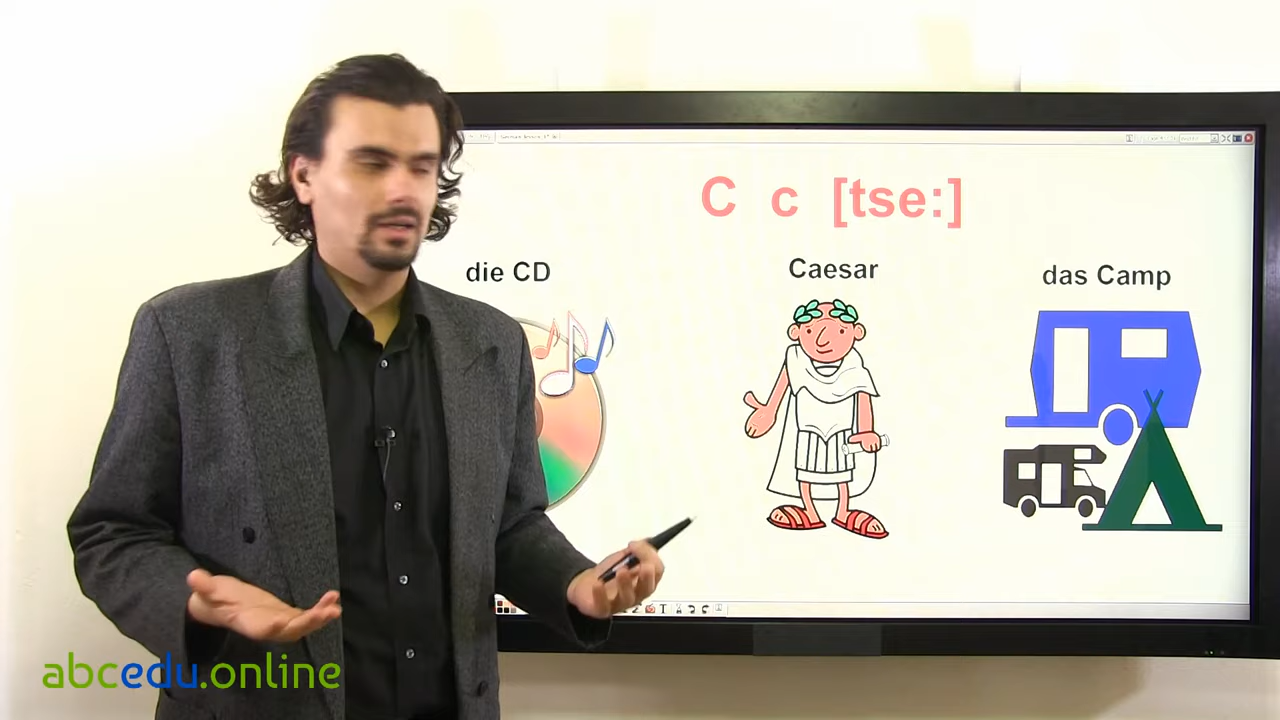 C c [tse:]
die CD
Caesar
das Camp
abcedu.online